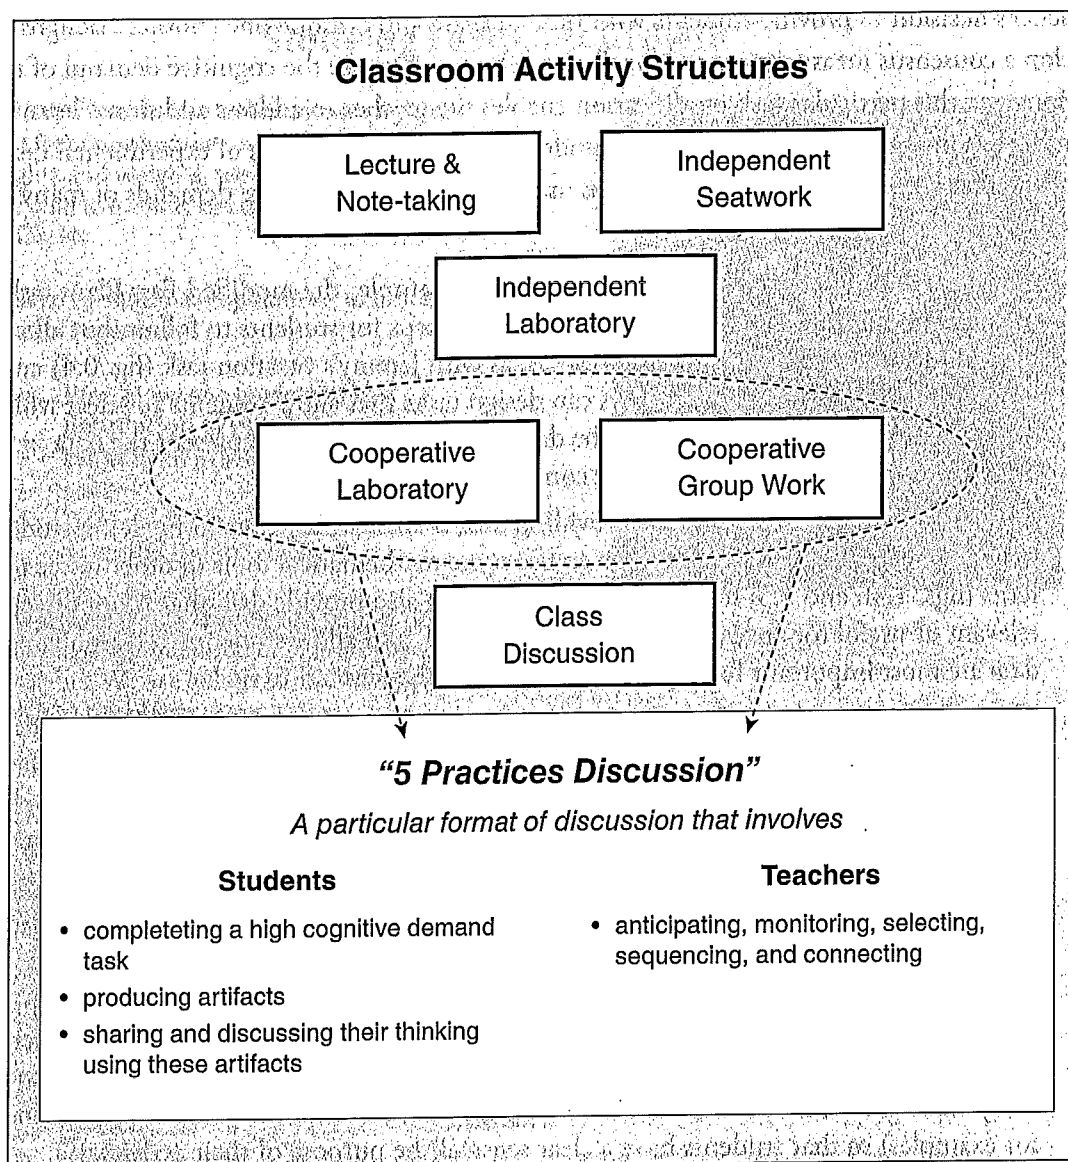 Classroom Activity Structures
Lecture &
Note-taking
Independent
Seatwork
Independent
Laboratory
Cooperative
Laboratory
Cooperative
Group Work
Class
Discussion
“5 Practices Discussion”
A particular format of discussion that involves
Students
• completeting a high cognitive demand
task
• producing artifacts
• sharing and discussing their thinking
using these artifacts
Teachers
• anticipating, monitoring, selecting,
sequencing, and connecting